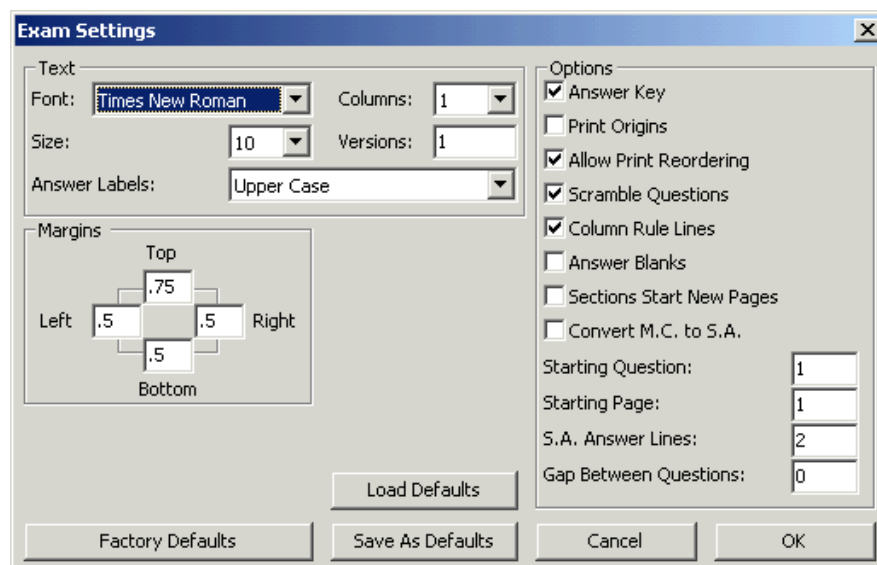 Exam Settings
Text
Font: Times New Roman Columns: 1
Size: 10 Versions: 1
Answer Labels: Upper Case
Margins
Top
.75
Left .5 .5 Right
.5
Bottom
Options
Answer Key
Print Origins
Allow Print Reordering
Scramble Questions
Column Rule Lines
Answer Blanks
Sections Start New Pages
Convert M.C. to S.A.
Starting Question: 1
Starting Page: 1
S.A. Answer Lines: 2
Gap Between Questions: 0
Load Defaults
Factory Defaults Save As Defaults Cancel OK